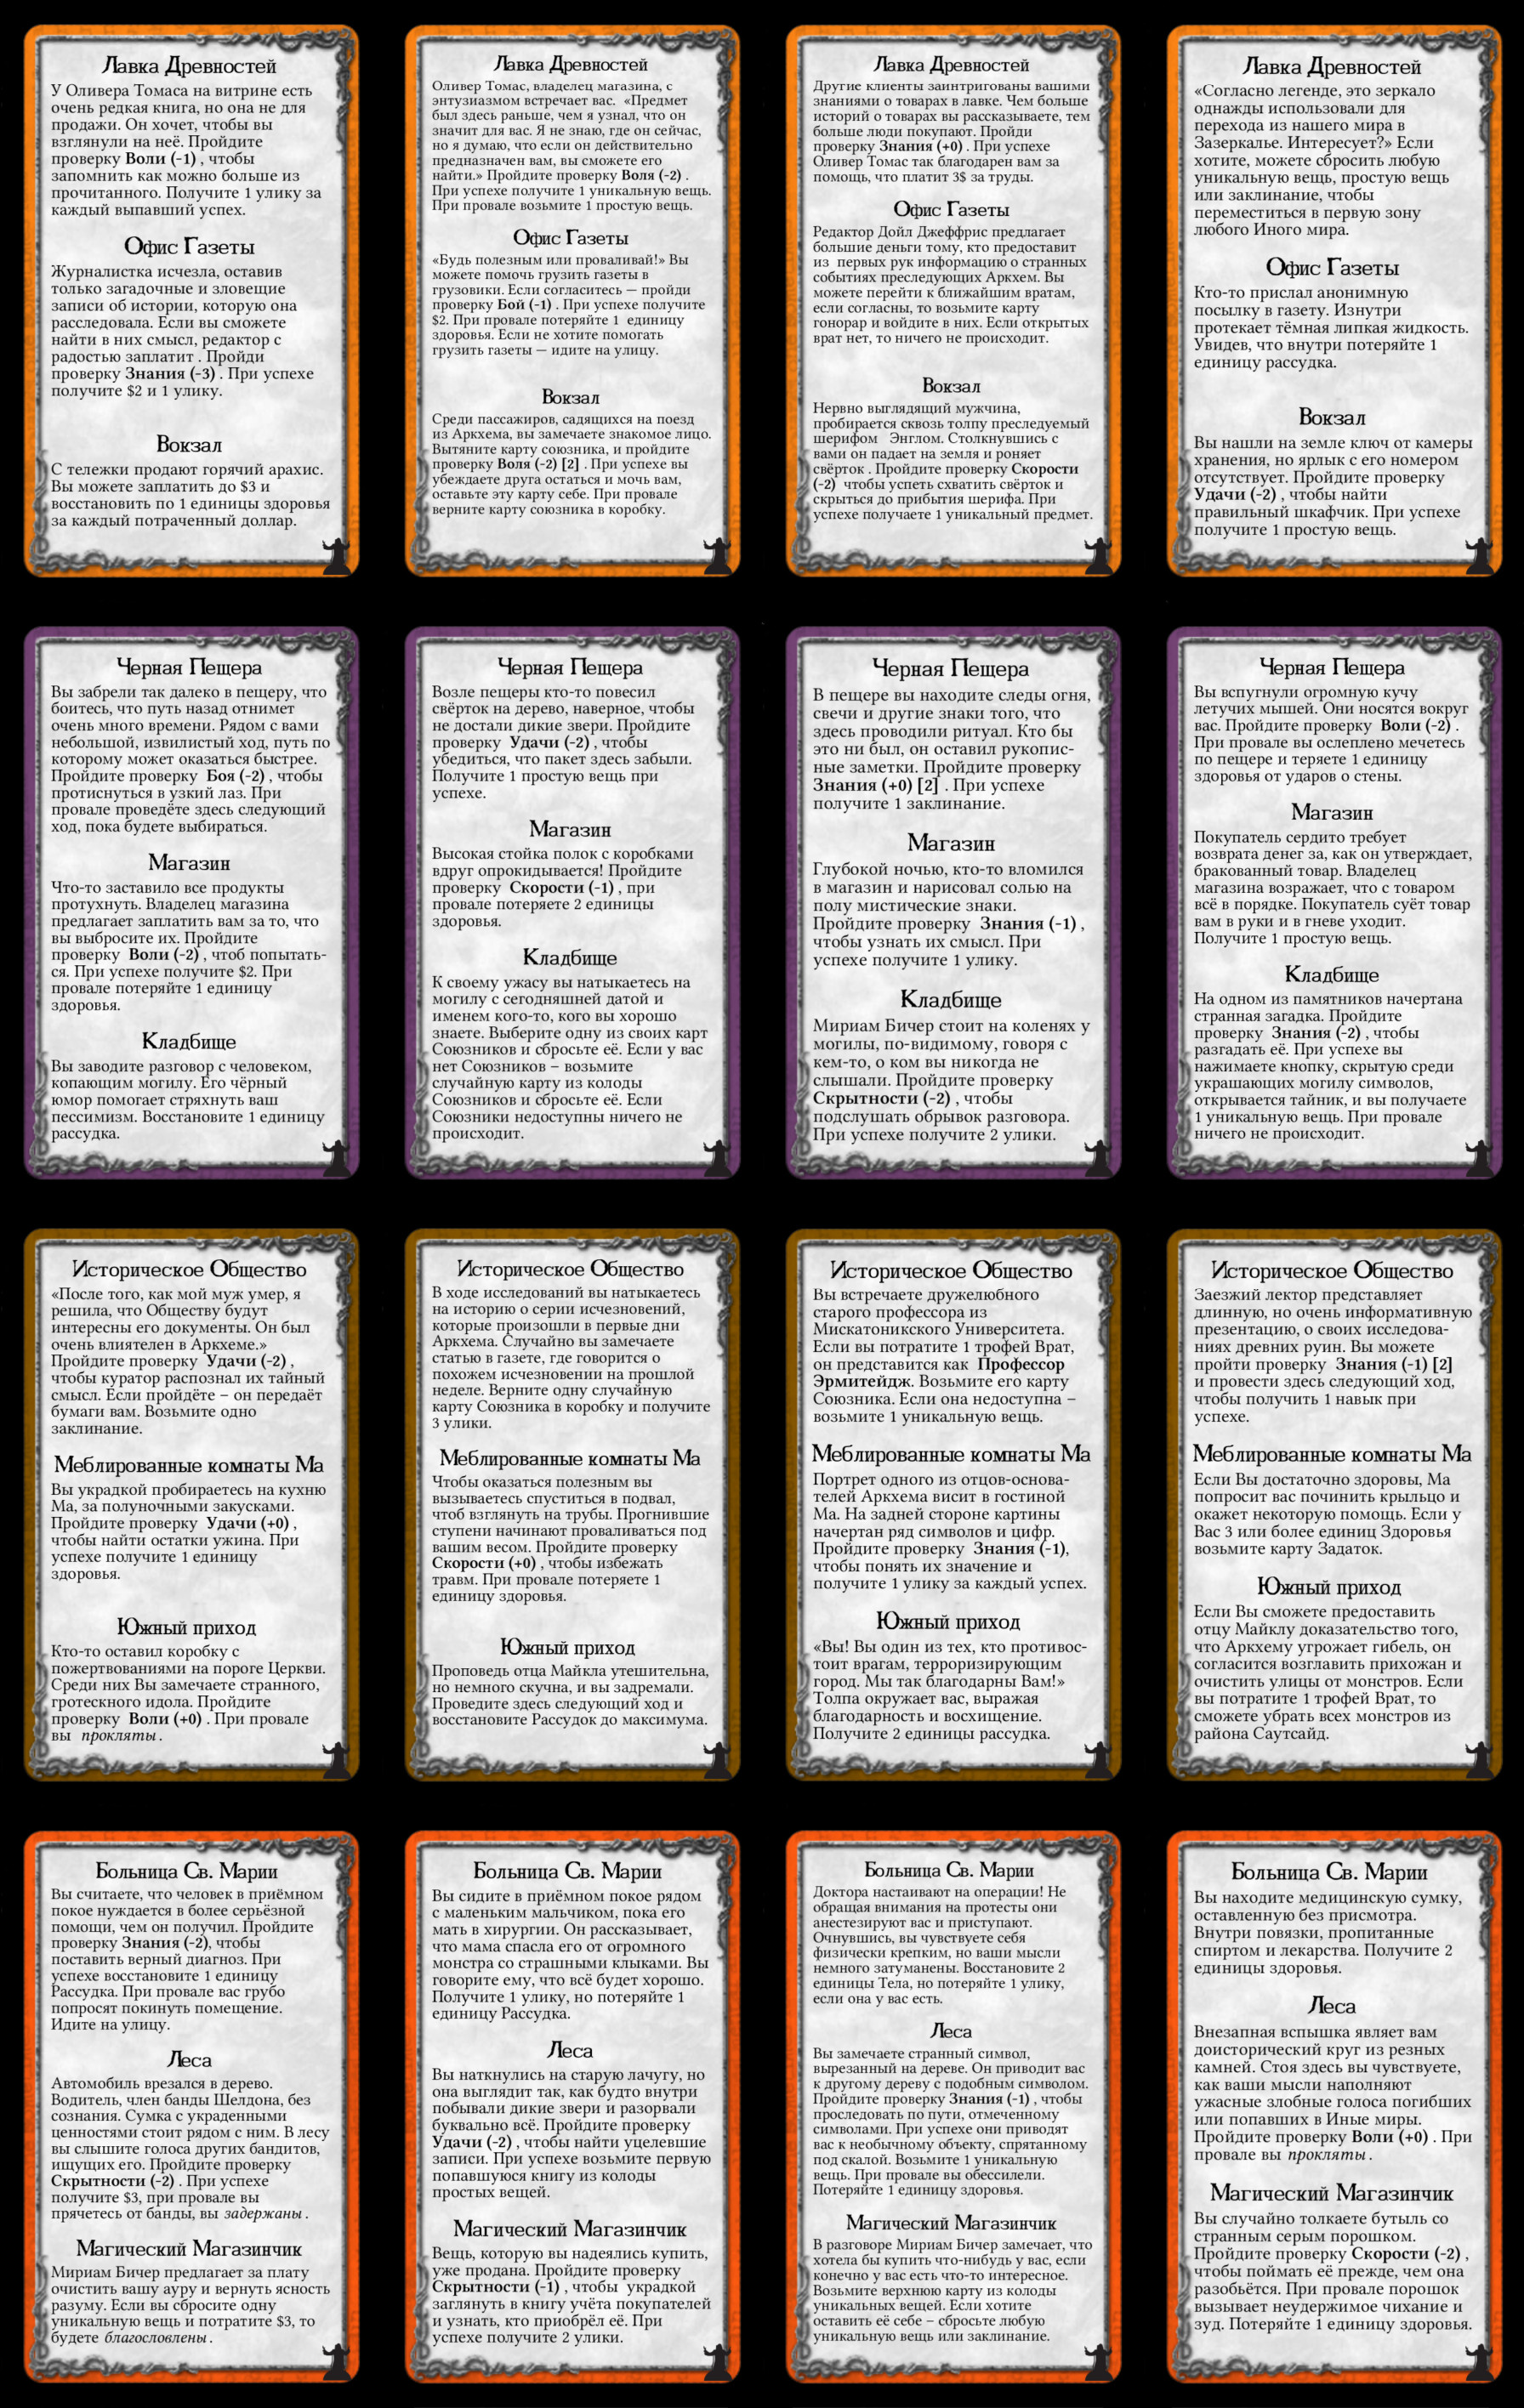 Лавка Древностей
У Оливера Томаса на витрине есть
очень редкая книга, но она не для
продажи. Он хочет, чтобы вы
взглянули на неё. Пройдите
проверку Воли (-1) , чтобы
запомнить как можно больше из
прочитанного. Получите 1 улику за
каждый выпавший успех.
Офис Газеты
Журналистка исчезла, оставив
только загадочные и зловещие
записи об истории, которую она
расследовала. Если вы сможете
найти в них смысл, редактор с
радостью заплатит . Пройди
проверку Знания (-3) . При успехе
получите $2 и 1 улику.
Вокзал
С тележки продают горячий арахис.
Вы можете заплатить до $3 и
восстановить по 1 единицы здоровья
за каждый потраченный доллар.
Лавка Древностей
Оливер Томас, владелец магазина, с
энтузиазмом встречает вас. «Предмет
был здесь раньше, чем я узнал, что он
значит для вас. Я не знаю, где он сейчас,
но я думаю, что если он действительно
предназначен вам, вы сможете его
найти.» Пройдите проверку Воля (-2) .
При успехе получите 1 уникальную вещь.
При провале возьмите 1 простую вещь.
Офис Газеты
«Будь полезным или проваливай!» Вы
можете помочь грузить газеты в
грузовики. Если согласитесь — пройди
проверку Бой (-1) . При успехе получите
$2. При провале потеряйте 1 единицу
здоровья. Если не хотите помогать
грузить газеты — идите на улицу.
Вокзал
Среди пассажиров, садящихся на поезд
из Аркхема, вы замечаете знакомое лицо.
Вытяните карту союзника, и пройдите
проверку Воля (-2) [2] . При успехе вы
убеждаете друга остаться и мочь вам,
оставьте эту карту себе. При провале
верните карту союзника в коробку.
Лавка Древностей
Другие клиенты заинтригованы вашими
знаниями о товарах в лавке. Чем больше
историй о товарах вы рассказываете, тем
больше люди покупают. Пройди
проверку Знания (+0) . При успехе
Оливер Томас так благодарен вам за
помощь, что платит 3$ за труды.
Офис Газеты
Редактор Дойл Джеффрис предлагает
большие деньги тому, кто предоставит
из первых рук информацию о странных
событиях преследующих Аркхем. Вы
можете перейти к ближайшим вратам,
если согласны, то возьмите карту
гонорар и войдите в них. Если открытых
врат нет, то ничего не происходит.
Вокзал
Нервно выглядящий мужчина,
пробирается сквозь толпу преследуемый
шерифом Энглом. Столкнувшись с
вами он падает на земля и роняет
свёрток . Пройдите проверку Скорости
(-2) чтобы успеть схватить свёрток и
скрыться до прибытия шерифа. При
успехе получаете 1 уникальный предмет.
Лавка Древностей
«Согласно легенде, это зеркало
однажды использовали для
перехода из нашего мира в
Зазеркалье. Интересует?» Если
хотите, можете сбросить любую
уникальную вещь, простую вещь
или заклинание, чтобы
переместиться в первую зону
любого Иного мира.
Офис Газеты
Кто-то прислал анонимную
посылку в газету. Изнутри
протекает тёмная липкая жидкость.
Увидев, что внутри потеряйте 1
единицу рассудка.
Вокзал
Вы нашли на земле ключ от камеры
хранения, но ярлык с его номером
отсутствует. Пройдите проверку
Удачи (-2) , чтобы найти
правильный шкафчик. При успехе
получите 1 простую вещь.
Черная Пещера
Вы забрели так далеко в пещеру, что
боитесь, что путь назад отнимет
очень много времени. Рядом с вами
небольшой, извилистый ход, путь по
которому может оказаться быстрее.
Пройдите проверку Боя (-2) , чтобы
протиснуться в узкий лаз. При
провале проведёте здесь следующий
ход, пока будете выбираться.
Магазин
Что-то заставило все продукты
протухнуть. Владелец магазина
предлагает заплатить вам за то, что
вы выбросите их. Пройдите
проверку Воли (-2) , чтоб попытать-
ся. При успехе получите $2. При
провале потеряйте 1 единицу
здоровья.
Кладбище
Вы заводите разговор с человеком,
копающим могилу. Его чёрный
юмор помогает стряхнуть ваш
пессимизм. Восстановите 1 единицу
рассудка.
Черная Пещера
Возле пещеры кто-то повесил
свёрток на дерево, наверное, чтобы
не достали дикие звери. Пройдите
проверку Удачи (-2) , чтобы
убедиться, что пакет здесь забыли.
Получите 1 простую вещь при
успехе.
Магазин
Высокая стойка полок с коробками
вдруг опрокидывается! Пройдите
проверку Скорости (-1) , при
провале потеряете 2 единицы
здоровья.
Кладбище
К своему ужасу вы натыкаетесь на
могилу с сегодняшней датой и
именем кого-то, кого вы хорошо
знаете. Выберите одну из своих карт
Союзников и сбросьте её. Если у вас
нет Союзников – возьмите
случайную карту из колоды
Союзников и сбросьте её. Если
Союзники недоступны ничего не
происходит.
Черная Пещера
В пещере вы находите следы огня,
свечи и другие знаки того, что
здесь проводили ритуал. Кто бы
это ни был, он оставил рукопис-
ные заметки. Пройдите проверку
Знания (+0) [2] . При успехе
получите 1 заклинание.
Магазин
Глубокой ночью, кто-то вломился
в магазин и нарисовал солью на
полу мистические знаки.
Пройдите проверку Знания (-1) ,
чтобы узнать их смысл. При
успехе получите 1 улику.
Кладбище
Мириам Бичер стоит на коленях у
могилы, по-видимому, говоря с
кем-то, о ком вы никогда не
слышали. Пройдите проверку
Скрытности (-2) , чтобы
подслушать обрывок разговора.
При успехе получите 2 улики.
Черная Пещера
Вы вспугнули огромную кучу
летучих мышей. Они носятся вокруг
вас. Пройдите проверку Воли (-2) .
При провале вы ослеплено мечетесь
по пещере и теряете 1 единицу
здоровья от ударов о стены.
Магазин
Покупатель сердито требует
возврата денег за, как он утверждает,
бракованный товар. Владелец
магазина возражает, что с товаром
всё в порядке. Покупатель суёт товар
вам в руки и в гневе уходит.
Получите 1 простую вещь.
Кладбище
На одном из памятников начертана
странная загадка. Пройдите
проверку Знания (-2) , чтобы
разгадать её. При успехе вы
нажимаете кнопку, скрытую среди
украшающих могилу символов,
открывается тайник, и вы получаете
1 уникальную вещь. При провале
ничего не происходит.
Историческое Общество
«После того, как мой муж умер, я
решила, что Обществу будут
интересны его документы. Он был
очень влиятелен в Аркхеме.»
Пройдите проверку Удачи (-2) ,
чтобы куратор распознал их тайный
смысл. Если пройдёте – он передаёт
бумаги вам. Возьмите одно
заклинание.
Меблированные комнаты Ма
Вы украдкой пробираетесь на кухню
Ма, за полуночными закусками.
Пройдите проверку Удачи (+0) ,
чтобы найти остатки ужина. При
успехе получите 1 единицу
здоровья.
Южный приход
Кто-то оставил коробку с
пожертвованиями на пороге Церкви.
Среди них Вы замечаете странного,
гротескного идола. Пройдите
проверку Воли (+0) . При провале
вы прокляты .
Историческое Общество
В ходе исследований вы натыкаетесь
на историю о серии исчезновений,
которые произошли в первые дни
Аркхема. Случайно вы замечаете
статью в газете, где говорится о
похожем исчезновении на прошлой
неделе. Верните одну случайную
карту Союзника в коробку и получите
3 улики.
Меблированные комнаты Ма
Чтобы оказаться полезным вы
вызываетесь спуститься в подвал,
чтоб взглянуть на трубы. Прогнившие
ступени начинают проваливаться под
вашим весом. Пройдите проверку
Скорости (+0) , чтобы избежать
травм. При провале потеряете 1
единицу здоровья.
Южный приход
Проповедь отца Майкла утешительна,
но немного скучна, и вы задремали.
Проведите здесь следующий ход и
восстановите Рассудок до максимума.
Историческое Общество
Вы встречаете дружелюбного
старого профессора из
Мискатоникского Университета.
Если вы потратите 1 трофей Врат,
он представится как Профессор
Эрмитейдж. Возьмите его карту
Союзника. Если она недоступна –
возьмите 1 уникальную вещь.
Меблированные комнаты Ма
Портрет одного из отцов-основа-
телей Аркхема висит в гостиной
Ма. На задней стороне картины
начертан ряд символов и цифр.
Пройдите проверку Знания (-1),
чтобы понять их значение и
получите 1 улику за каждый успех.
Южный приход
«Вы! Вы один из тех, кто противос-
тоит врагам, терроризирующим
город. Мы так благодарны Вам!»
Толпа окружает вас, выражая
благодарность и восхищение.
Получите 2 единицы рассудка.
Историческое Общество
Заезжий лектор представляет
длинную, но очень информативную
презентацию, о своих исследова-
ниях древних руин. Вы можете
пройти проверку Знания (-1) [2]
и провести здесь следующий ход,
чтобы получить 1 навык при
успехе.
Меблированные комнаты Ма
Если Вы достаточно здоровы, Ма
попросит вас починить крыльцо и
окажет некоторую помощь. Если у
Вас 3 или более единиц Здоровья
возьмите карту Задаток.
Южный приход
Если Вы сможете предоставить
отцу Майклу доказательство того,
что Аркхему угрожает гибель, он
согласится возглавить прихожан и
очистить улицы от монстров. Если
вы потратите 1 трофей Врат, то
сможете убрать всех монстров из
района Саутсайд.
Больница Св. Марии
Вы считаете, что человек в приёмном
покое нуждается в более серьёзной
помощи, чем он получил. Пройдите
проверку Знания (-2), чтобы
поставить верный диагноз. При
успехе восстановите 1 единицу
Рассудка. При провале вас грубо
попросят покинуть помещение.
Идите на улицу.
Леса
Автомобиль врезался в дерево.
Водитель, член банды Шелдона, без
сознания. Сумка с украденными
ценностями стоит рядом с ним. В лесу
вы слышите голоса других бандитов,
ищущих его. Пройдите проверку
Скрытности (-2) . При успехе
получите $3, при провале вы
прячетесь от банды, вы задержаны .
Магический Магазинчик
Мириам Бичер предлагает за плату
очистить вашу ауру и вернуть ясность
разуму. Если вы сбросите одну
уникальную вещь и потратите $3, то
будете благословлены .
Больница Св. Марии
Вы сидите в приёмном покое рядом
с маленьким мальчиком, пока его
мать в хирургии. Он рассказывает,
что мама спасла его от огромного
монстра со страшными клыками. Вы
говорите ему, что всё будет хорошо.
Получите 1 улику, но потеряйте 1
единицу Рассудка.
Леса
Вы наткнулись на старую лачугу, но
она выглядит так, как будто внутри
побывали дикие звери и разорвали
буквально всё. Пройдите проверку
Удачи (-2) , чтобы найти уцелевшие
записи. При успехе возьмите первую
попавшуюся книгу из колоды
простых вещей.
Магический Магазинчик
Вещь, которую вы надеялись купить,
уже продана. Пройдите проверку
Скрытности (-1) , чтобы украдкой
заглянуть в книгу учёта покупателей
и узнать, кто приобрёл её. При
успехе получите 2 улики.
Больница Св. Марии
Доктора настаивают на операции! Не
обращая внимания на протесты они
анестезируют вас и приступают.
Очнувшись, вы чувствуете себя
физически крепким, но ваши мысли
немного затуманены. Восстановите 2
единицы Тела, но потеряйте 1 улику,
если она у вас есть.
Леса
Вы замечаете странный символ,
вырезанный на дереве. Он приводит вас
к другому дереву с подобным символом.
Пройдите проверку Знания (-1) , чтобы
проследовать по пути, отмеченному
символами. При успехе они приводят
вас к необычному объекту, спрятанному
под скалой. Возьмите 1 уникальную
вещь. При провале вы обессилели.
Потеряйте 1 единицу здоровья.
Магический Магазинчик
В разговоре Мириам Бичер замечает, что
хотела бы купить что-нибудь у вас, если
конечно у вас есть что-то интересное.
Возьмите верхнюю карту из колоды
уникальных вещей. Если хотите
оставить её себе – сбросьте любую
уникальную вещь или заклинание.
Больница Св. Марии
Вы находите медицинскую сумку,
оставленную без присмотра.
Внутри повязки, пропитанные
спиртом и лекарства. Получите 2
единицы здоровья.
Леса
Внезапная вспышка являет вам
доисторический круг из резных
камней. Стоя здесь вы чувствуете,
как ваши мысли наполняют
ужасные злобные голоса погибших
или попавших в Иные миры.
Пройдите проверку Воли (+0) . При
провале вы прокляты .
Магический Магазинчик
Вы случайно толкаете бутыль со
странным серым порошком.
Пройдите проверку Скорости (-2) ,
чтобы поймать её прежде, чем она
разобьётся. При провале порошок
вызывает неудержимое чихание и
зуд. Потеряйте 1 единицу здоровья.